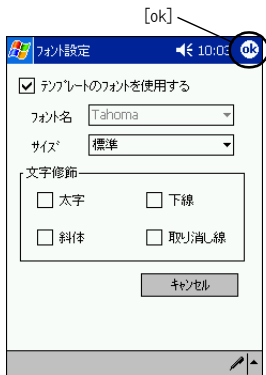 [ok]
フォント設定 10:03 ok
テンプレートのフォントを使用する
フォント名 Tahoma
サイズ 標準
文字修飾
太字 下線
斜体 取り消し線
キャンセル